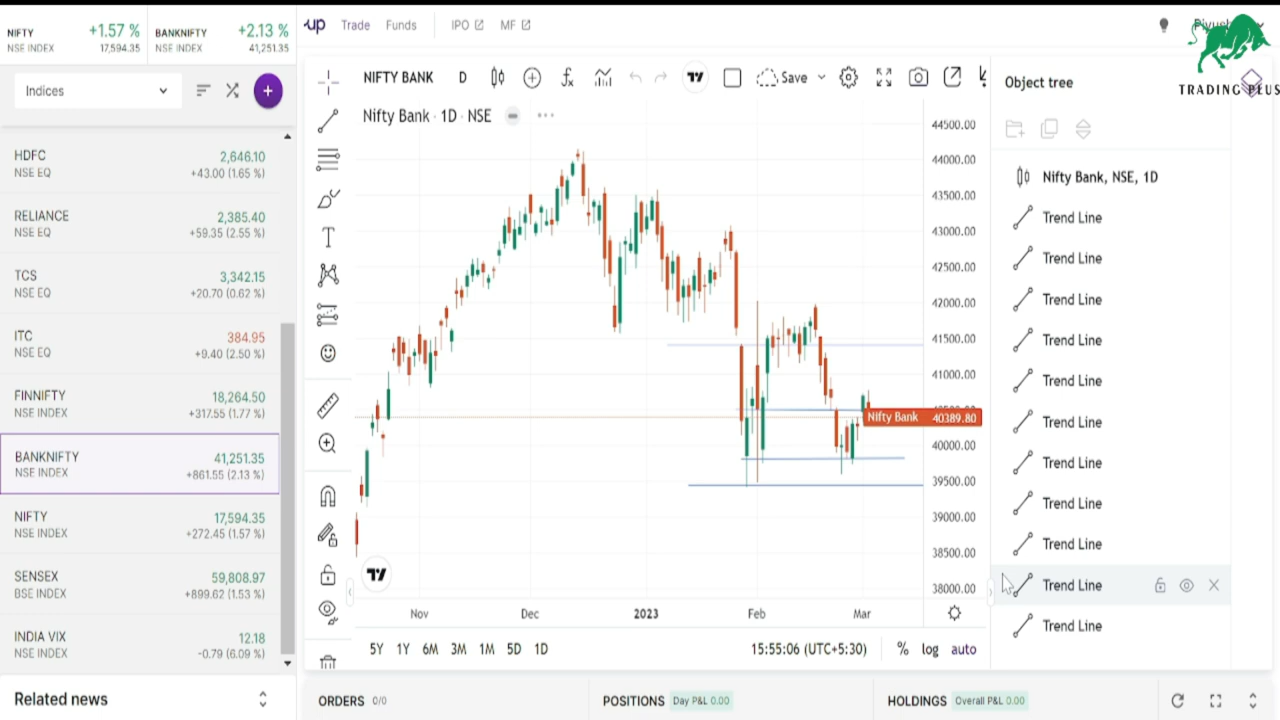 NIFTY +1.57 % BANKNIFTY +2.13 %
NSE INDEX 17,594.35 NSE INDEX 41,251.35
Indices
HDFC 2,646.10
NSE EQ +43.00 (1.65 %)
RELIANCE 2,385.40
NSE EQ +59.35 (2.55 %)
TCS 3,342.15
NSE EQ +20.70 (0.62 %)
ITC 384.95
NSE EQ +9.40 (2.50 %)
FINNIFTY 18,264.50
NSE INDEX +317.55 (1.77 %)
BANKNIFTY 41,251.35
NSE INDEX +861.55 (2.13 %)
NIFTY 17,594.35
NSE INDEX +272.45 (1.57 %)
SENSEX 59,808.97
BSE INDEX +899.62 (1.53 %)
INDIA VIX 12.18
NSE INDEX -0.79 (6.09 %)
Related news
up Trade Funds IPO MF
TRADING PLUS
NIFTY BANK D Save
Nifty Bank · 1D · NSE
44500.00
44000.00
43500.00
43000.00
42500.00
42000.00
41500.00
41000.00
Nifty Bank 40389.80
40000.00
39500.00
39000.00
38500.00
38000.00
Nov Dec 2023 Feb Mar
5Y 1Y 6M 3M 1M 5D 1D 15:55:06 (UTC+5:30) % log auto
Object tree
Nifty Bank, NSE, 1D
Trend Line
Trend Line
Trend Line
Trend Line
Trend Line
Trend Line
Trend Line
Trend Line
Trend Line
Trend Line
Trend Line
ORDERS 0/0 POSITIONS Day P&L 0.00 HOLDINGS Overall P&L 0.00